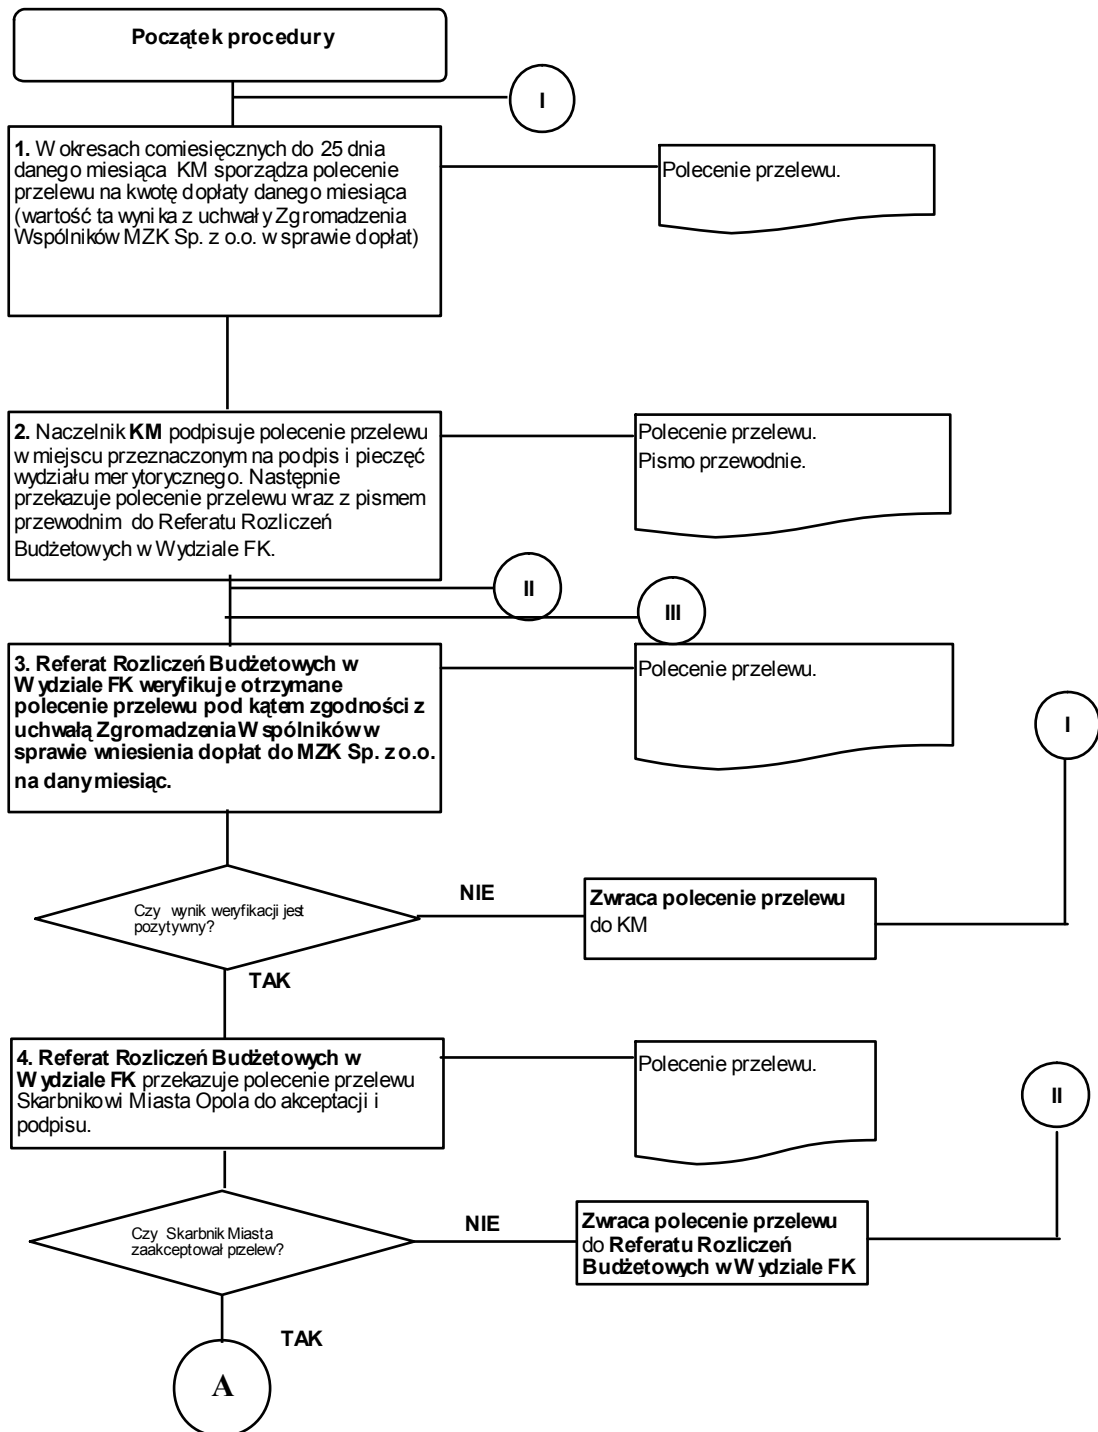 Początek procedury
I
1. W okresach comiesięcznych do 25 dnia
danego miesiąca KM sporządza polecenie
przelewu na kwotę dopłaty danego miesiąca
(wartość ta wynika z uchwały Zgromadzenia
Wspólników MZK Sp. z o.o. w sprawie dopłat)
Polecenie przelewu.
2. Naczelnik KM podpisuje polecenie przelewu
w miejscu przeznaczonym na podpis i pieczęć
wydziału merytorycznego. Następnie
przekazuje polecenie przelewu wraz z pismem
przewodnim do Referatu Rozliczeń
Budżetowych w Wydziale FK.
Polecenie przelewu.
Pismo przewodnie.
II
III
3. Referat Rozliczeń Budżetowych w
Wydziale FK weryfikuje otrzymane
polecenie przelewu pod kątem zgodności z
uchwałą Zgromadzenia Wspólników w
sprawie wniesienia dopłat do MZK Sp. z o.o.
na dany miesiąc.
Polecenie przelewu.
I
Czy wynik weryfikacji jest
pozytywny?
NIE
Zwraca polecenie przelewu
do KM
TAK
4. Referat Rozliczeń Budżetowych w
Wydziale FK przekazuje polecenie przelewu
Skarbnikowi Miasta Opola do akceptacji i
podpisu.
Polecenie przelewu.
II
Czy Skarbnik Miasta
zaakceptował przelew?
NIE
Zwraca polecenie przelewu
do Referatu Rozliczeń
Budżetowych w Wydziale FK
TAK
A